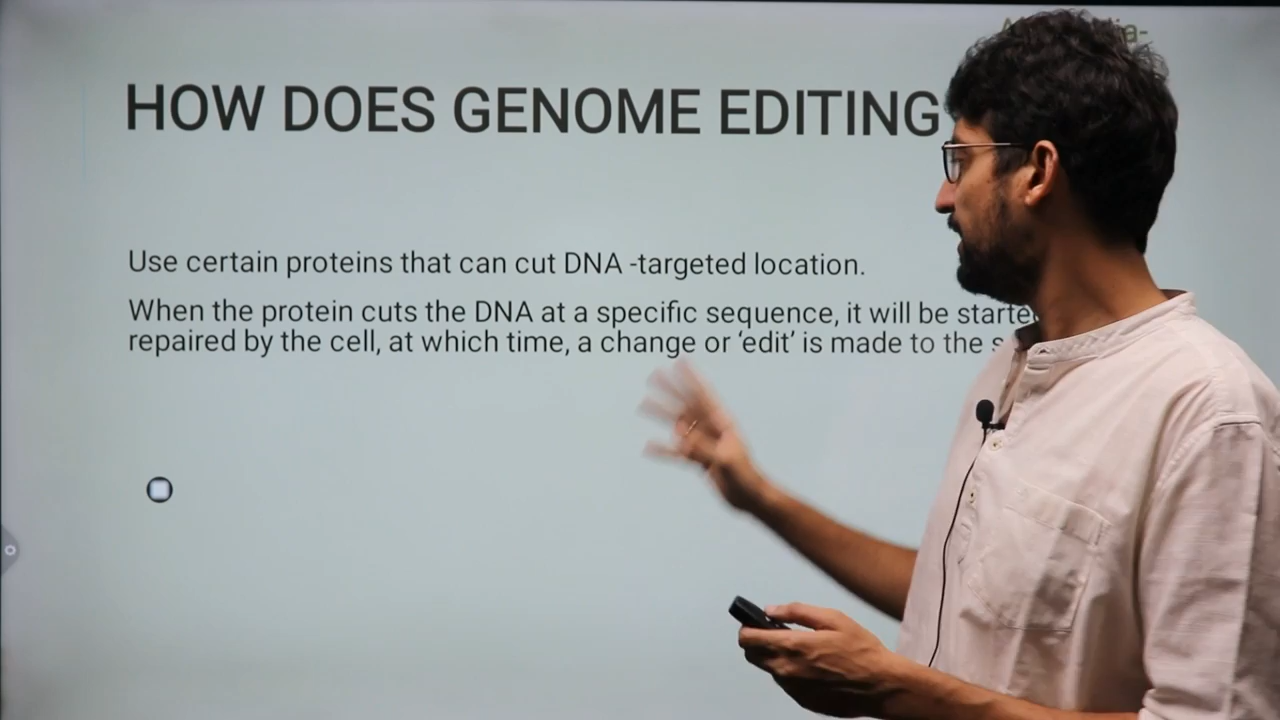 HOW DOES GENOME EDITING
Use certain proteins that can cut DNA -targeted location.
When the protein cuts the DNA at a specific sequence, it will be started
repaired by the cell, at which time, a change or ‘edit’ is made to the